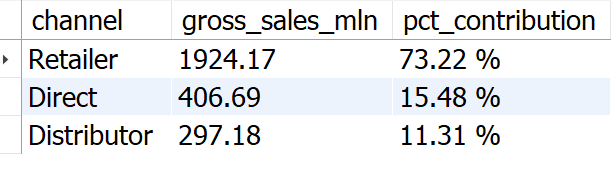 channel gross_sales_mln pct_contribution
Retailer 1924.17 73.22 %
Direct 406.69 15.48 %
Distributor 297.18 11.31 %